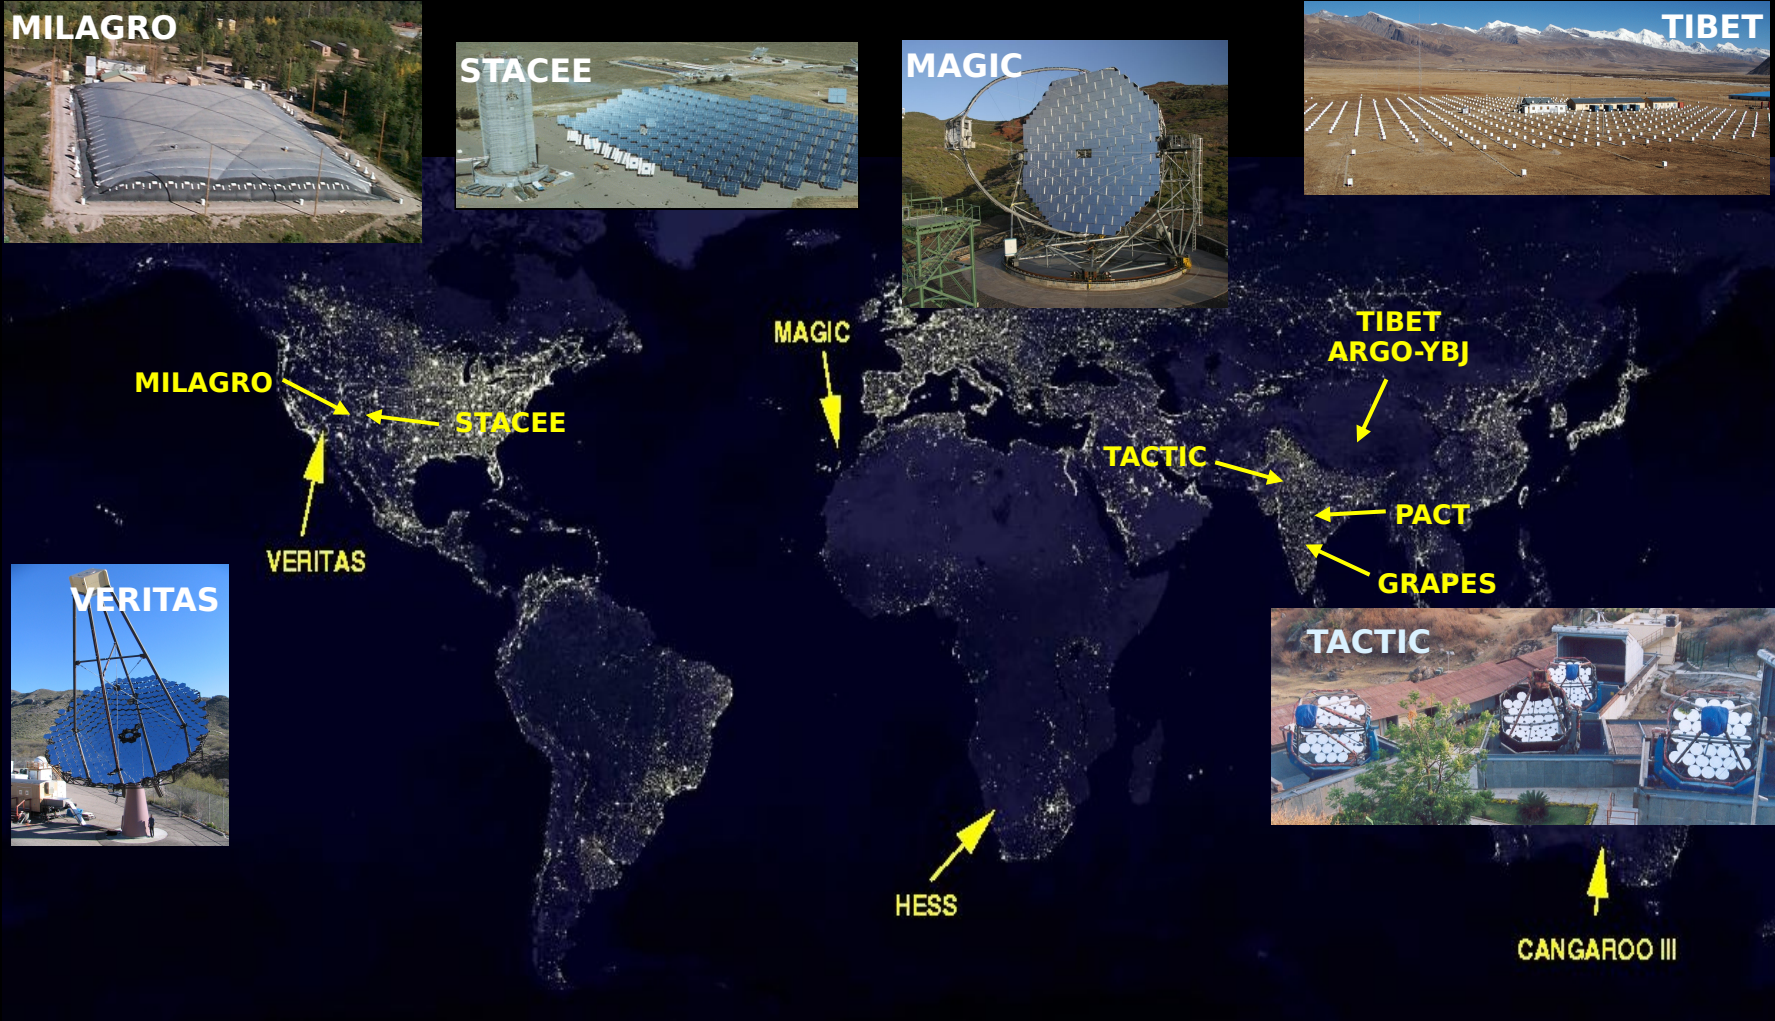 MILAGRO
STACEE
MAGIC
TIBET
MAGIC
TIBET
ARGO-YBJ
MILAGRO
STACEE
TACTIC
PACT
VERITAS
GRAPES
VERITAS
TACTIC
HESS
CANGAROO III